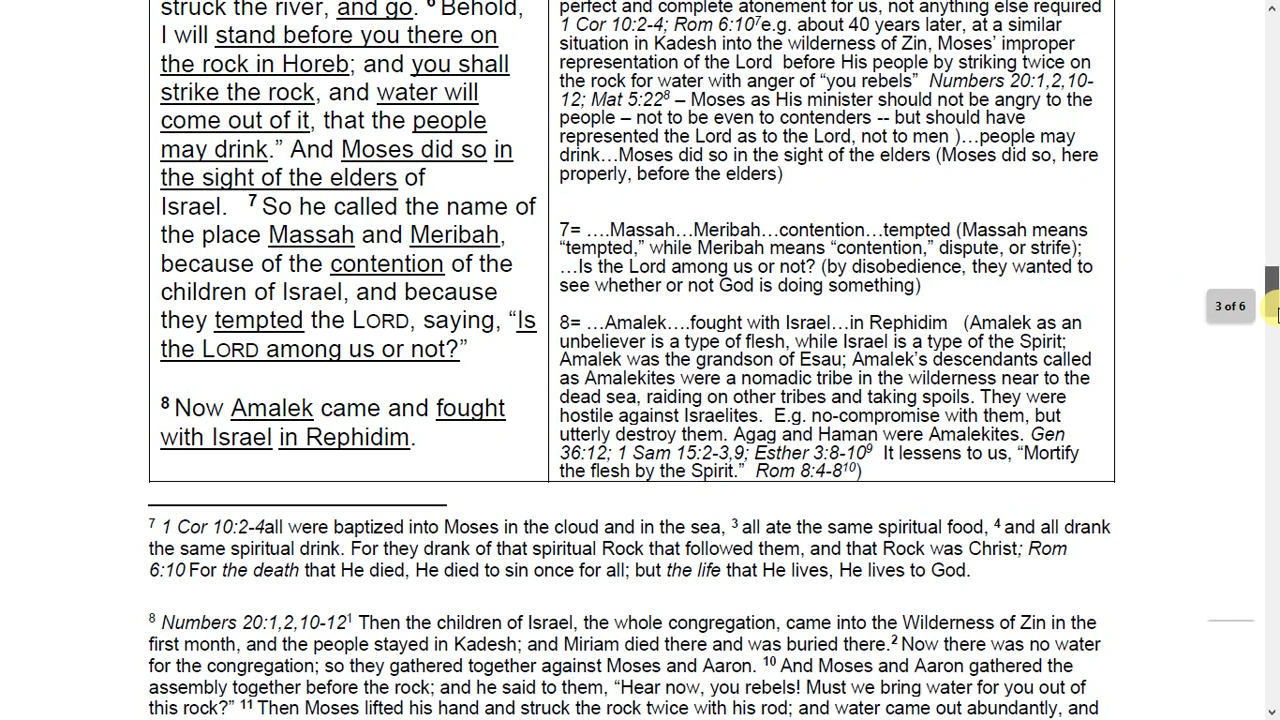 struck the river, and go. 6 Behold,
I will stand before you there on
the rock in Horeb; and you shall
strike the rock, and water will
come out of it, that the people
may drink.” And Moses did so in
the sight of the elders of
Israel. 7 So he called the name of
the place Massah and Meribah,
because of the contention of the
children of Israel, and because
they tempted the LORD, saying, “Is
the LORD among us or not?”
8 Now Amalek came and fought
with Israel in Rephidim.
perfect and complete atonement for us, not anything else required
1 Cor 10:2-4; Rom 6:10 7 e.g. about 40 years later, at a similar
situation in Kadesh into the wilderness of Zin, Moses’ improper
representation of the Lord before His people by striking twice on
the rock for water with anger of “you rebels” Numbers 20:1,2,10-
12; Mat 5:22 8 – Moses as His minister should not be angry to the
people – not to be even to contenders -- but should have
represented the Lord as to the Lord, not to men )…people may
drink…Moses did so in the sight of the elders (Moses did so, here
properly, before the elders)
7= ….Massah…Meribah…contention…tempted (Massah means
“tempted,” while Meribah means “contention,” dispute, or strife);
…Is the Lord among us or not? (by disobedience, they wanted to
see whether or not God is doing something)
8= …Amalek….fought with Israel…in Rephidim (Amalek as an
unbeliever is a type of flesh, while Israel is a type of the Spirit;
Amalek was the grandson of Esau; Amalek’s descendants called
as Amalekites were a nomadic tribe in the wilderness near to the
dead sea, raiding on other tribes and taking spoils. They were
hostile against Israelites. E.g. no-compromise with them, but
utterly destroy them. Agag and Haman were Amalekites. Gen
36:12; 1 Sam 15:2-3,9; Esther 3:8-10 9 It lessens to us, “Mortify
the flesh by the Spirit.” Rom 8:4-8 10)
3 of 6
7 1 Cor 10:2-4all were baptized into Moses in the cloud and in the sea, 3 all ate the same spiritual food, 4 and all drank
the same spiritual drink. For they drank of that spiritual Rock that followed them, and that Rock was Christ; Rom
6:10 For the death that He died, He died to sin once for all; but the life that He lives, He lives to God.
8 Numbers 20:1,2,10-12 1 Then the children of Israel, the whole congregation, came into the Wilderness of Zin in the
first month, and the people stayed in Kadesh; and Miriam died there and was buried there. 2 Now there was no water
for the congregation; so they gathered together against Moses and Aaron. 10 And Moses and Aaron gathered the
assembly together before the rock; and he said to them, “Hear now, you rebels! Must we bring water for you out of
this rock?” 11 Then Moses lifted his hand and struck the rock twice with his rod; and water came out abundantly, and